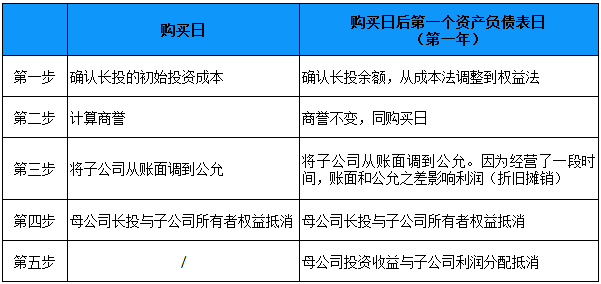 购买日
购买日后第一个资产负债表日
（第一年）
第一步
确认长投的初始投资成本
确认长投余额，从成本法调整到权益法
第二步
计算商誉
商誉不变，同购买日
第三步
将子公司从账面调到公允
将子公司从账面调到公允。因为经营了一段时
间，账面和公允之差影响利润（折旧摊销）
第四步
母公司长投与子公司所有者权益抵消
母公司长投与子公司所有者权益抵消
第五步
/
母公司投资收益与子公司利润分配抵消